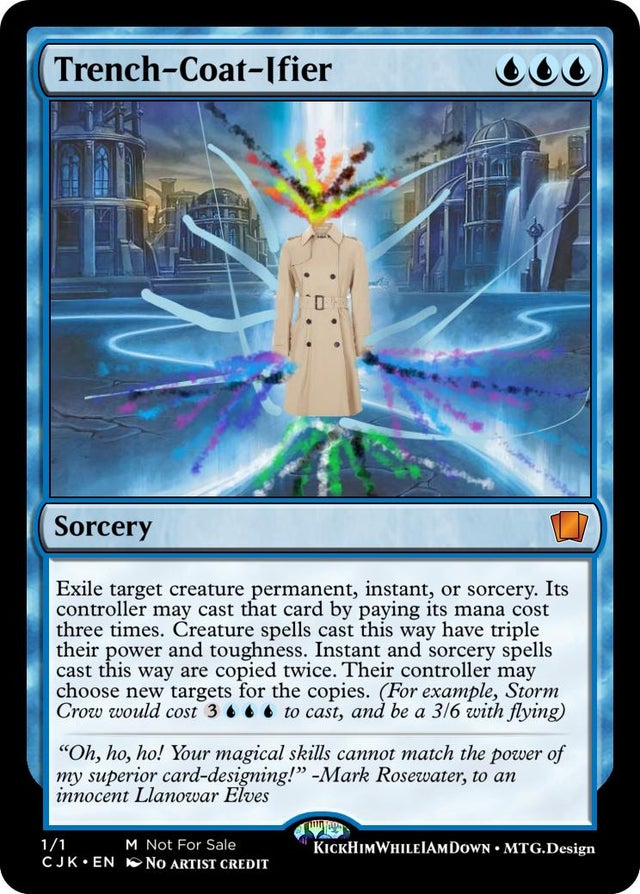 Trench-Coat-Ifier
Sorcery
Exile target creature permanent, instant, or sorcery. Its
controller may cast that card by paying its mana cost
three times. Creature spells cast this way have triple
their power and toughness. Instant and sorcery spells
cast this way are copied twice. Their controller may
choose new targets for the copies. (For example, Storm
Crow would cost 3 to cast, and be a 3/6 with flying)
“Oh, ho, ho! Your magical skills cannot match the power of
my superior card-designing!” -Mark Rosewater, to an
innocent Llanowar Elves
1/1 M Not For Sale
CJK • EN No artist credit
KickHimWhileIAmDown • MTG.Design